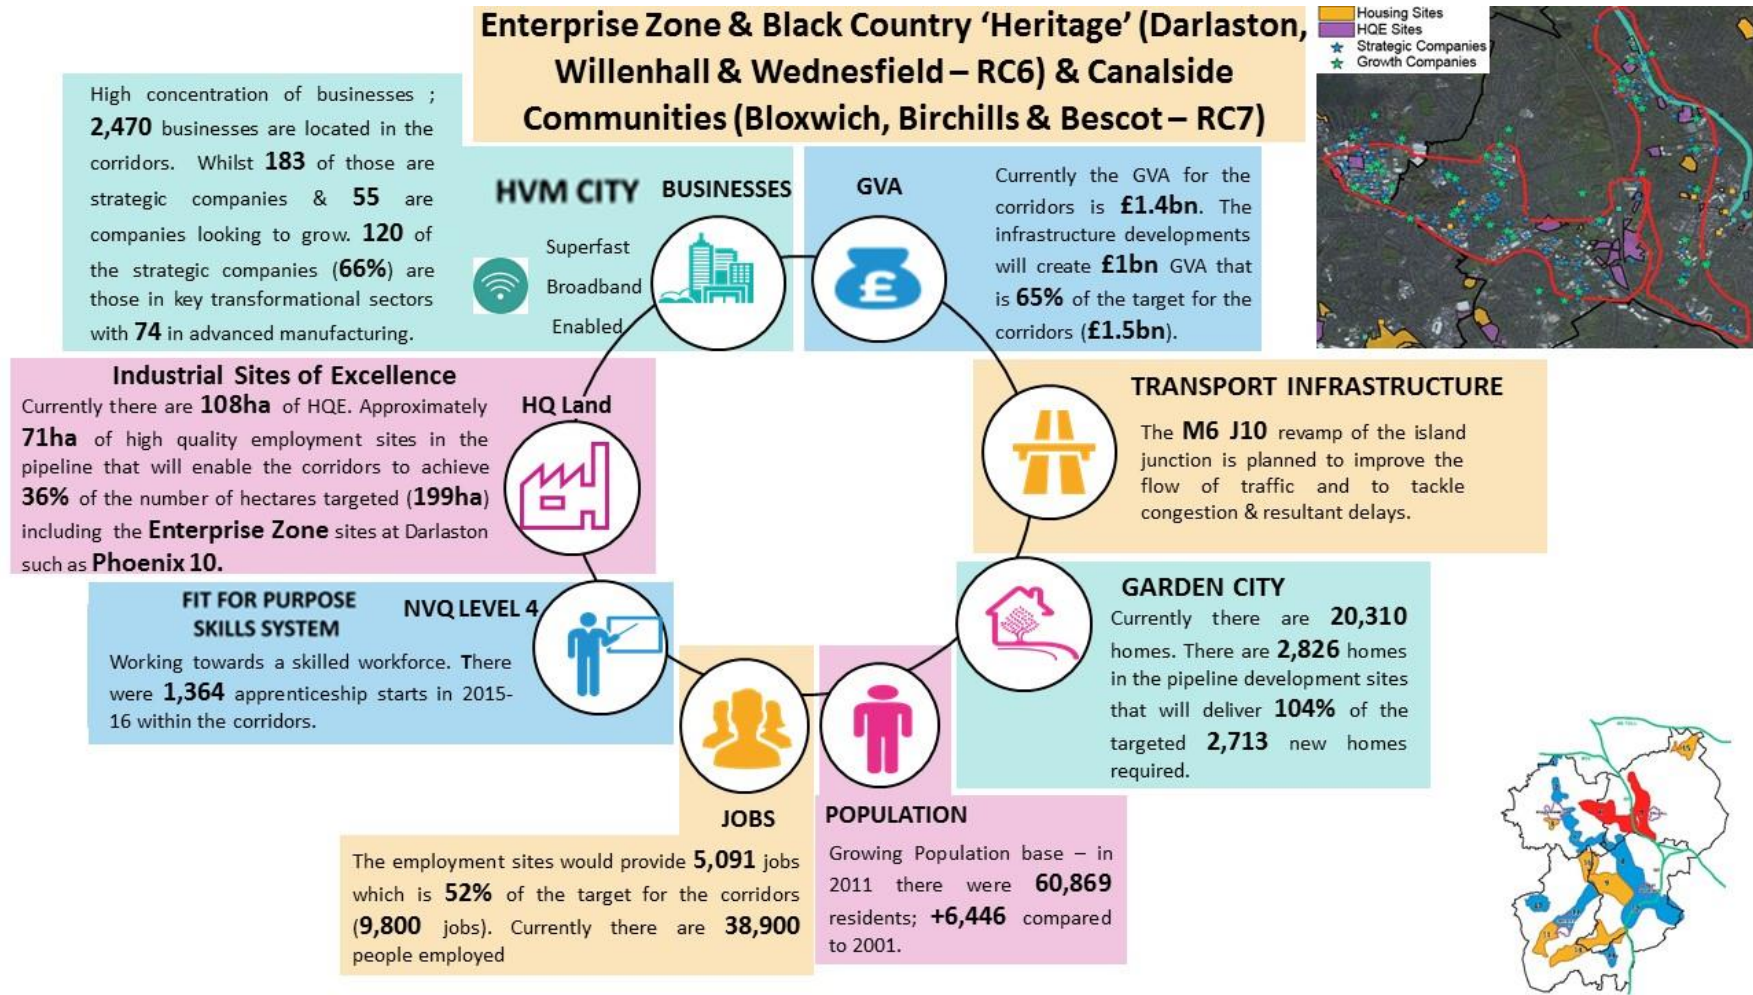 Enterprise Zone & Black Country ‘Heritage’ (Darlaston,
Willenhall & Wednesfield – RC6) & Canalside
Communities (Bloxwich, Birchills & Bescot – RC7)
Housing Sites
HQE Sites
Strategic Companies
Growth Companies
High concentration of businesses ;
2,470 businesses are located in the
corridors. Whilst 183 of those are
strategic companies & 55 are
companies looking to grow. 120 of
the strategic companies (66%) are
those in key transformational sectors
with 74 in advanced manufacturing.
HVM CITY
BUSINESSES
Superfast
Broadband
Enabled
GVA
£
Currently the GVA for the
corridors is £1.4bn. The
infrastructure developments
will create £1bn GVA that
is 65% of the target for the
corridors (£1.5bn).
Industrial Sites of Excellence
HQ Land
Currently there are 108ha of HQE. Approximately
71ha of high quality employment sites in the
pipeline that will enable the corridors to achieve
36% of the number of hectares targeted (199ha)
including the Enterprise Zone sites at Darlaston
such as Phoenix 10.
TRANSPORT INFRASTRUCTURE
The M6 J10 revamp of the island
junction is planned to improve the
flow of traffic and to tackle
congestion & resultant delays.
FIT FOR PURPOSE
SKILLS SYSTEM
NVQ LEVEL 4
Working towards a skilled workforce. There
were 1,364 apprenticeship starts in 2015-
16 within the corridors.
GARDEN CITY
Currently there are 20,310
homes. There are 2,826 homes
in the pipeline development sites
that will deliver 104% of the
targeted 2,713 new homes
required.
JOBS
The employment sites would provide 5,091 jobs
which is 52% of the target for the corridors
(9,800 jobs). Currently there are 38,900
people employed
POPULATION
Growing Population base – in
2011 there were 60,869
residents; +6,446 compared
to 2001.